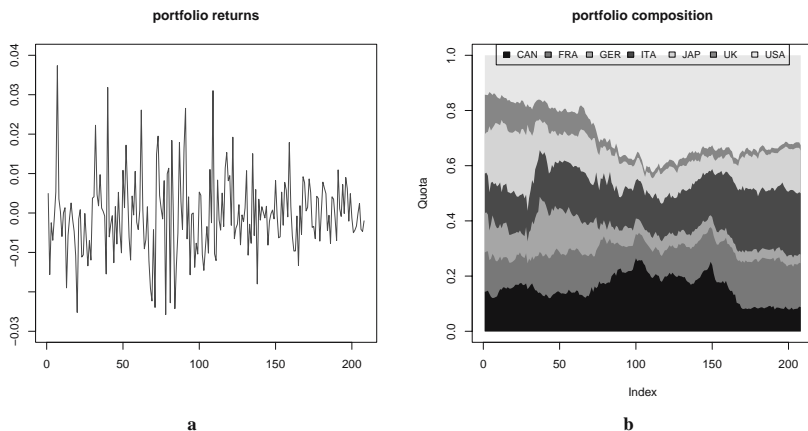 portfolio returns
0.04
0.03
0.02
0.01
0.00
−0.01
−0.03
0 50 100 150 200
a
portfolio composition
CAN FRA GER ITA JAP UK USA
1.0
0.8
0.6
0.4
0.2
0.0
Quota
0 50 100 150 200
Index
b